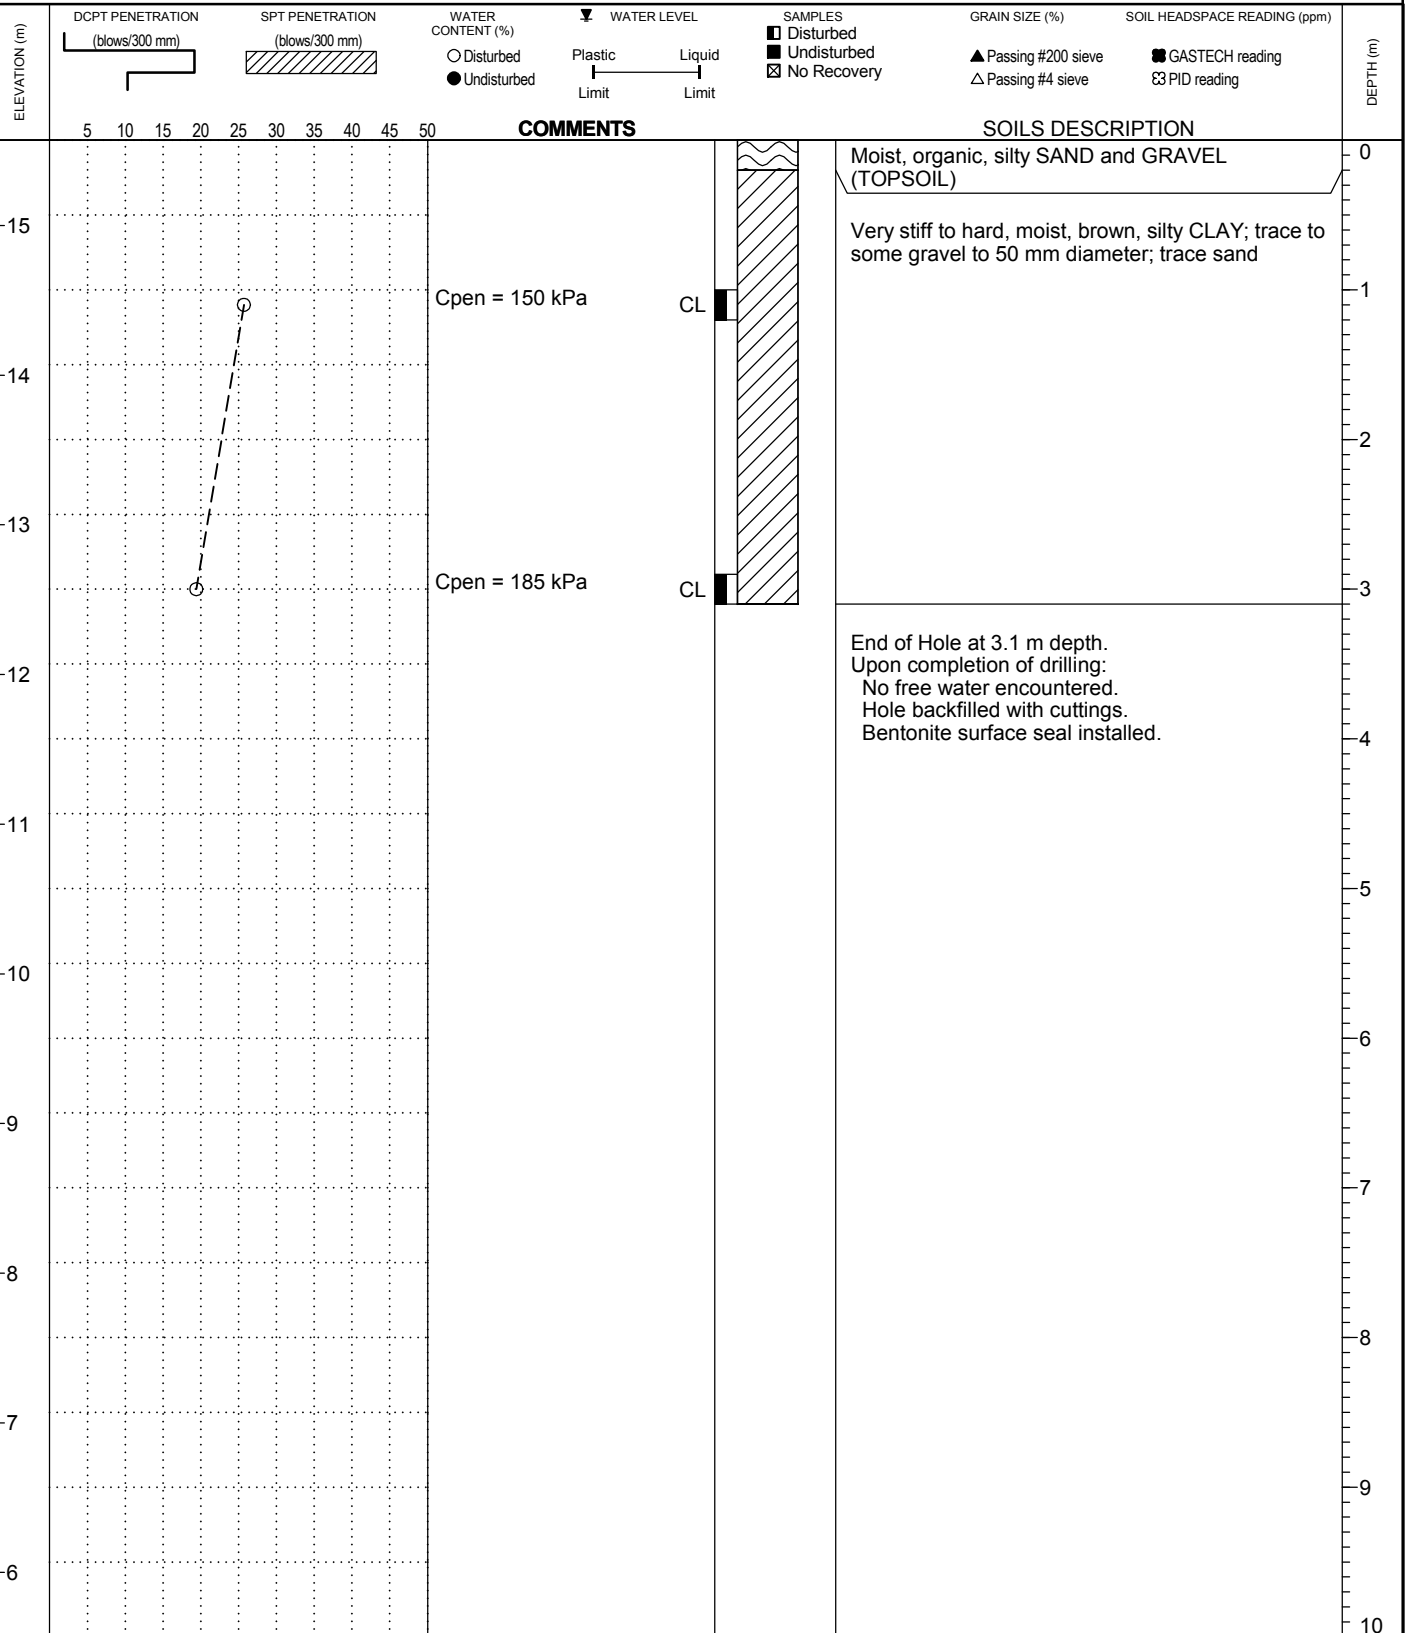 ELEVATION (m)
DCPT PENETRATION
(blows/300 mm)
SPT PENETRATION
(blows/300 mm)
WATER
CONTENT (%)
Disturbed
Undisturbed
WATER LEVEL
Plastic Liquid
Limit Limit
SAMPLES
Disturbed
Undisturbed
No Recovery
GRAIN SIZE (%)
Passing #200 sieve
Passing #4 sieve
SOIL HEADSPACE READING (ppm)
GASTECH reading
PID reading
DEPTH (m)
5 10 15 20 25 30 35 40 45 50
COMMENTS
SOILS DESCRIPTION
0
Moist, organic, silty SAND and GRAVEL
(TOPSOIL)
15
Very stiff to hard, moist, brown, silty CLAY; trace to
some gravel to 50 mm diameter; trace sand
Cpen = 150 kPa CL
1
14
2
13
Cpen = 185 kPa CL
3
End of Hole at 3.1 m depth.
Upon completion of drilling:
No free water encountered.
Hole backfilled with cuttings.
Bentonite surface seal installed.
12
4
11
5
10
6
9
7
8
8
7
9
6
10